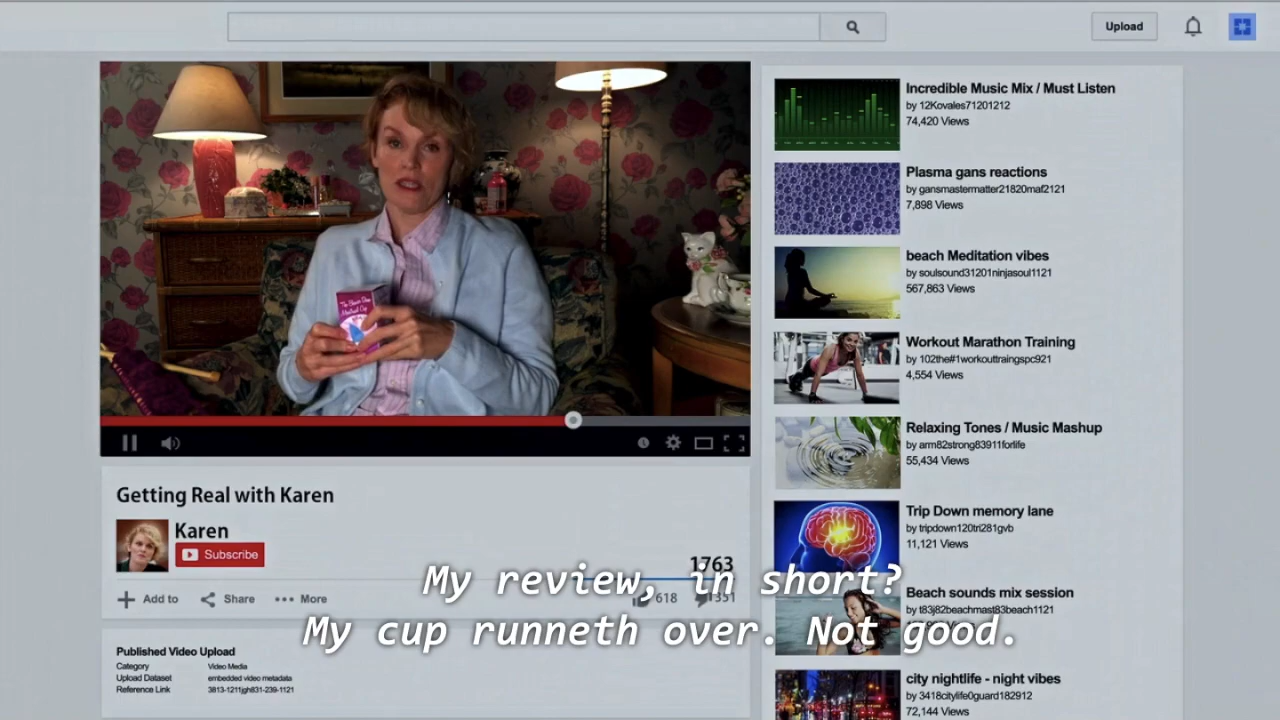 Upload
Incredible Music Mix / Must Listen
by 12Kovales71201212
74,420 Views
Plasma gans reactions
by gansmastermatter21820maf2121
7,898 Views
beach Meditation vibes
by soulsound31201ninjasoul1121
567,863 Views
Workout Marathon Training
by 102the#1workouttraingspc921
4,554 Views
Relaxing Tones / Music Mashup
by arm82strong83911forlife
55,434 Views
Trip Down memory lane
by tripdown120tri281gvb
11,121 Views
Beach sounds mix session
by t83j82beachmast83beach1121
city nightlife - night vibes
by 3418citylife0guard182912
72,144 Views
Getting Real with Karen
Karen
Subscribe
1763
Add to
Share
More
618
1351
My review, in short?
My cup runneth over. Not good.
Published Video Upload
Category Video Media
Upload Dataset embedded video metadata
Reference Link 3813-1211jgh831-239-1121